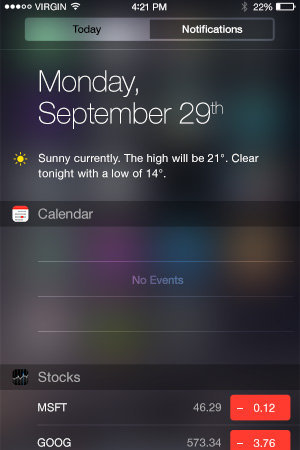 VIRGIN 4:21 PM 22%
Today Notifications
Monday,
September 29th
Sunny currently. The high will be 21°. Clear
tonight with a low of 14°.
Calendar
No Events
Stocks
MSFT 46.29 − 0.12
GOOG 573.34 − 3.76